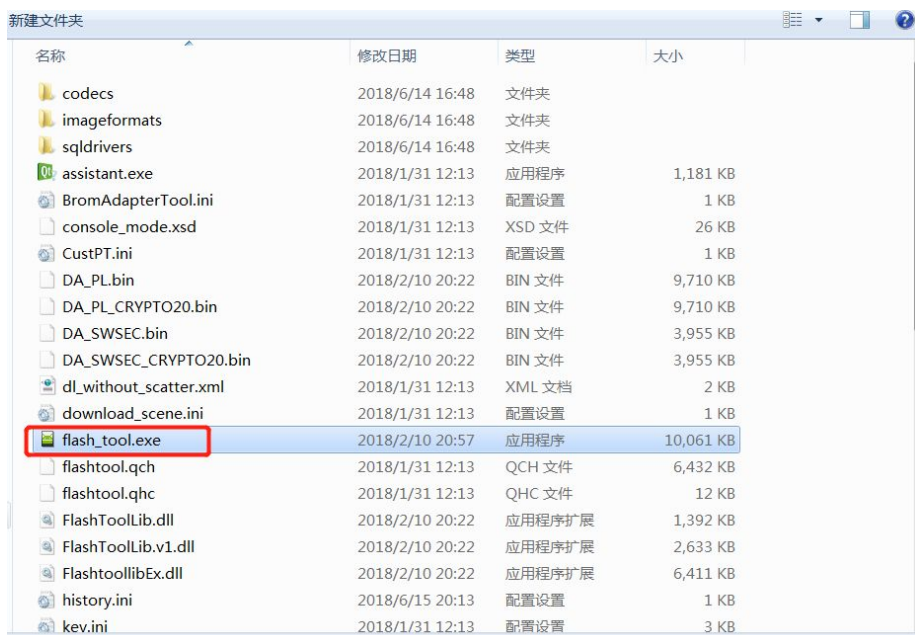 新建文件夹
名称 修改日期 类型 大小
codecs 2018/6/14 16:48 文件夹
imageformats 2018/6/14 16:48 文件夹
sqldrivers 2018/6/14 16:48 文件夹
assistant.exe 2018/1/31 12:13 应用程序 1,181 KB
BromAdapterTool.ini 2018/1/31 12:13 配置设置 1 KB
console_mode.xsd 2018/1/31 12:13 XSD 文件 26 KB
CustPT.ini 2018/1/31 12:13 配置设置 1 KB
DA_PL.bin 2018/2/10 20:22 BIN 文件 9,710 KB
DA_PL_CRYPTO20.bin 2018/2/10 20:22 BIN 文件 9,710 KB
DA_SWSEC.bin 2018/2/10 20:22 BIN 文件 3,955 KB
DA_SWSEC_CRYPTO20.bin 2018/2/10 20:22 BIN 文件 3,955 KB
dl_without_scatter.xml 2018/1/31 12:13 XML 文档 2 KB
download_scene.ini 2018/1/31 12:13 配置设置 1 KB
flash_tool.exe 2018/2/10 20:57 应用程序 10,061 KB
flashtool.qch 2018/1/31 12:13 QCH 文件 6,432 KB
flashtool.qhc 2018/1/31 12:13 QHC 文件 12 KB
FlashToolLib.dll 2018/2/10 20:22 应用程序扩展 1,392 KB
FlashToolLib.v1.dll 2018/2/10 20:22 应用程序扩展 2,633 KB
FlashtoollibEx.dll 2018/2/10 20:22 应用程序扩展 6,411 KB
history.ini 2018/6/15 20:13 配置设置 1 KB
key.ini 2018/1/31 12:13 配置设置 3 KB